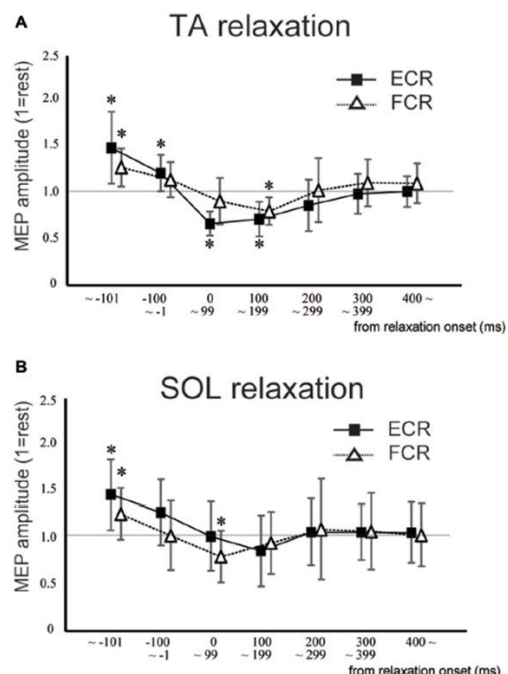 A
TA relaxation
MEP amplitude (1=rest)
2.5
2.0
1.5
1.0
0.5
0
ECR
FCR
* * * * * *
~ -101 -100 0 100 200 300 400 ~
~ -1 ~ 99 ~ 199 ~ 299 ~ 399
from relaxation onset (ms)
B
SOL relaxation
MEP amplitude (1=rest)
2.5
2.0
1.5
1.0
0.5
0
ECR
FCR
* * *
~ -101 -100 0 100 200 300 400 ~
~ -1 ~ 99 ~ 199 ~ 299 ~ 399
from relaxation onset (ms)